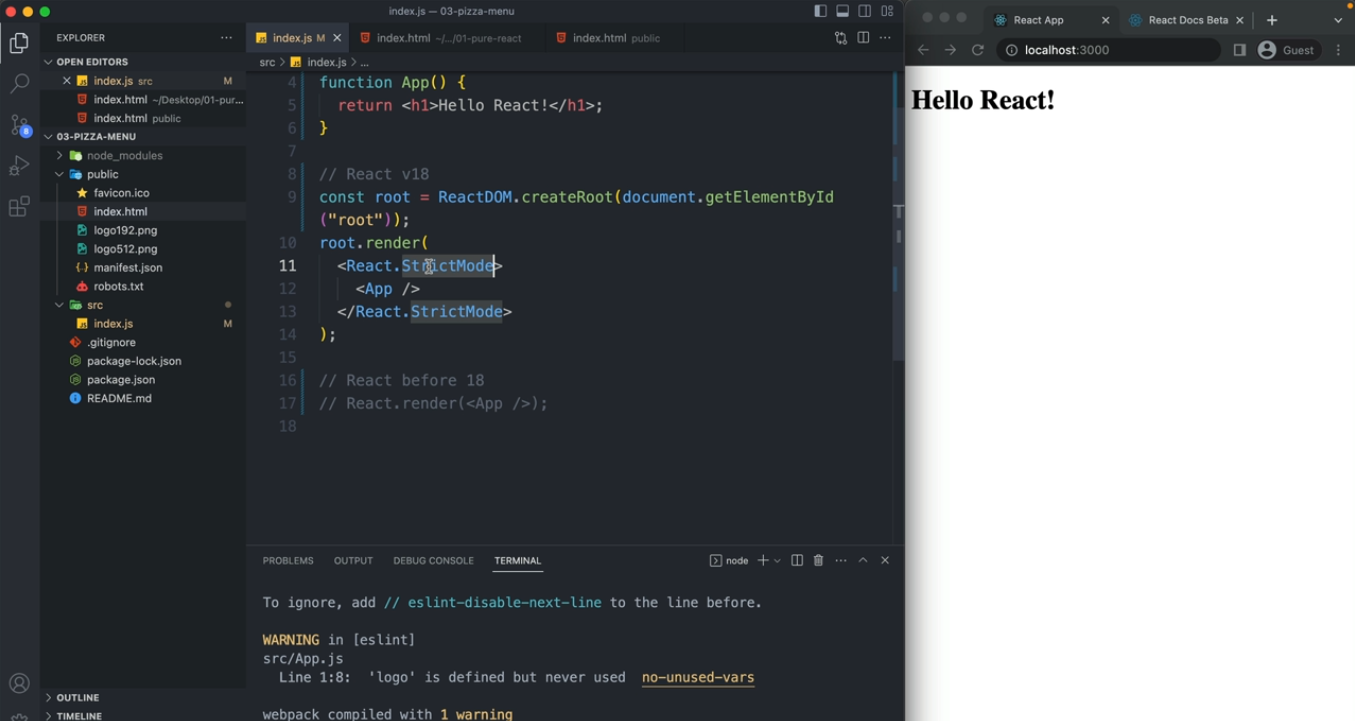 index.js — 03-pizza-menu
EXPLORER
OPEN EDITORS
index.js src M
index.html ~/Desktop/01-pur...
index.html public
03-PIZZA-MENU
node_modules
public
favicon.ico
index.html
logo192.png
logo512.png
manifest.json
robots.txt
src
index.js M
.gitignore
package-lock.json
package.json
README.md
OUTLINE
TIMELINE
8
index.js M
index.html ~/.../01-pure-react
index.html public
src > index.js > ...
4 function App() {
5 return <h1>Hello React!</h1>;
6 }
7
8 // React v18
9 const root = ReactDOM.createRoot(document.getElementById
("root"));
10 root.render(
11 <React.StrictMode>
12 <App />
13 </React.StrictMode>
14 );
15
16 // React before 18
17 // React.render(<App />);
18
PROBLEMS OUTPUT DEBUG CONSOLE TERMINAL node
To ignore, add // eslint-disable-next-line to the line before.
WARNING in [eslint]
src/App.js
Line 1:8: 'logo' is defined but never used no-unused-vars
webpack compiled with 1 warning
React App
React Docs Beta
localhost:3000
Guest
Hello React!